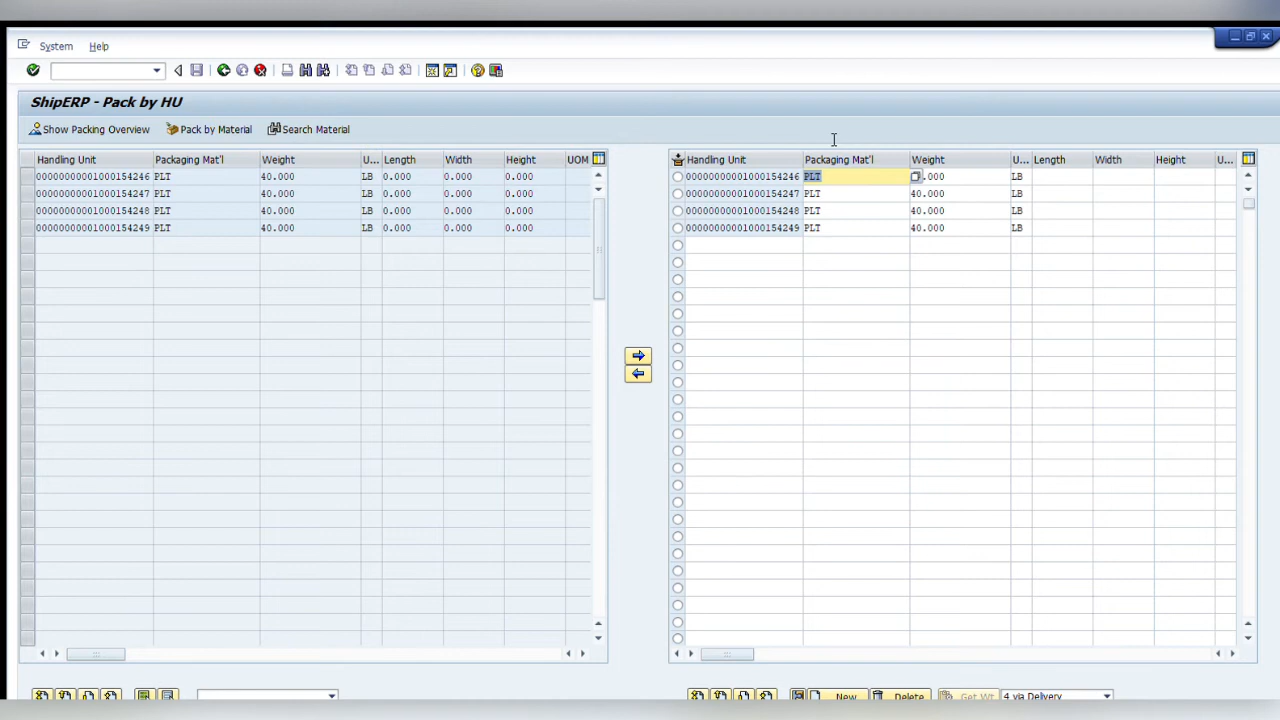 System Help
ShipERP - Pack by HU
Show Packing Overview Pack by Material Search Material
Handling Unit Packaging Mat'l Weight U... Length Width Height UOM
00000000001000154246 PLT 40.000 LB 0.000 0.000 0.000
00000000001000154247 PLT 40.000 LB 0.000 0.000 0.000
00000000001000154248 PLT 40.000 LB 0.000 0.000 0.000
00000000001000154249 PLT 40.000 LB 0.000 0.000 0.000
Handling Unit Packaging Mat'l Weight U... Length Width Height U...
00000000001000154246 PLT .000 LB
00000000001000154247 PLT 40.000 LB
00000000001000154248 PLT 40.000 LB
00000000001000154249 PLT 40.000 LB
New Delete Get Wt 4 via Delivery